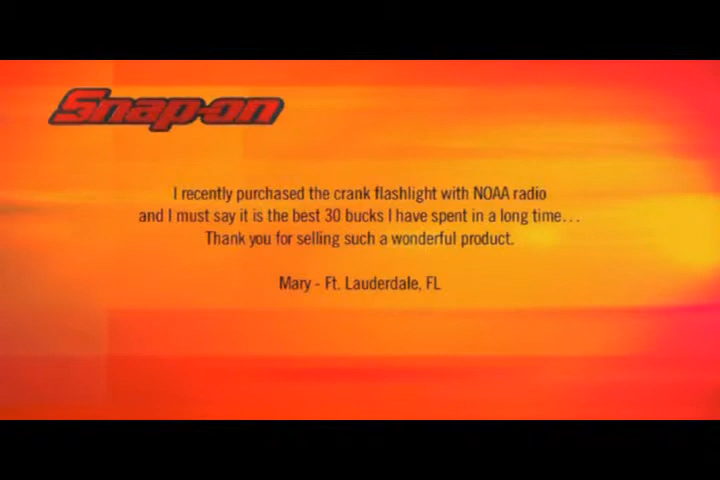 Snap-on
I recently purchased the crank flashlight with NOAA radio
and I must say it is the best 30 bucks I have spent in a long time...
Thank you for selling such a wonderful product.
Mary - Ft. Lauderdale, FL